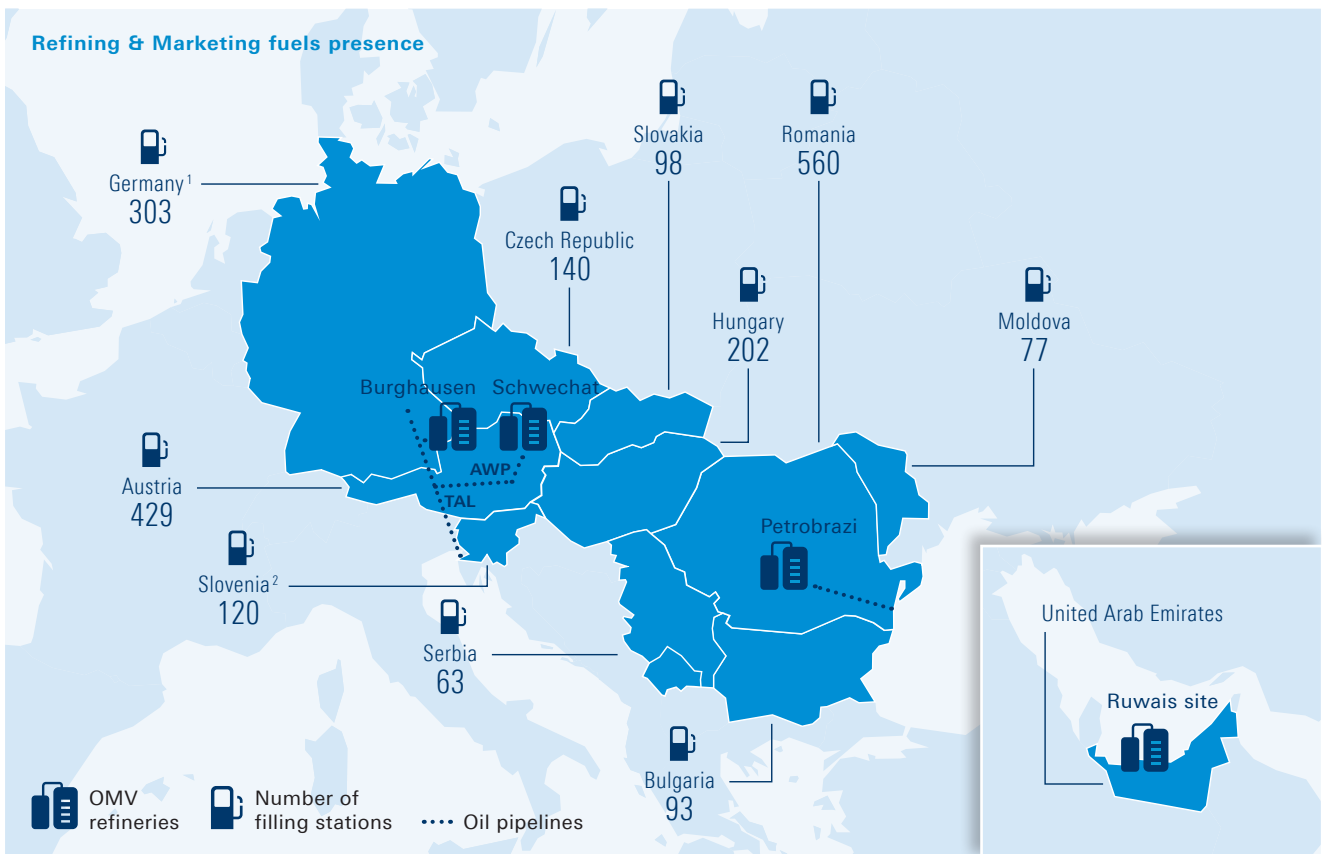 Refining & Marketing fuels presence
Slovakia
98
Romania
560
Germany¹
303
Czech Republic
140
Hungary
202
Moldova
77
Burghausen
Schwechat
AWP
TAL
Austria
429
Petrobrazi
Slovenia²
120
Serbia
63
United Arab Emirates
Ruwais site
Bulgaria
93
OMV
refineries
Number of
filling stations
Oil pipelines